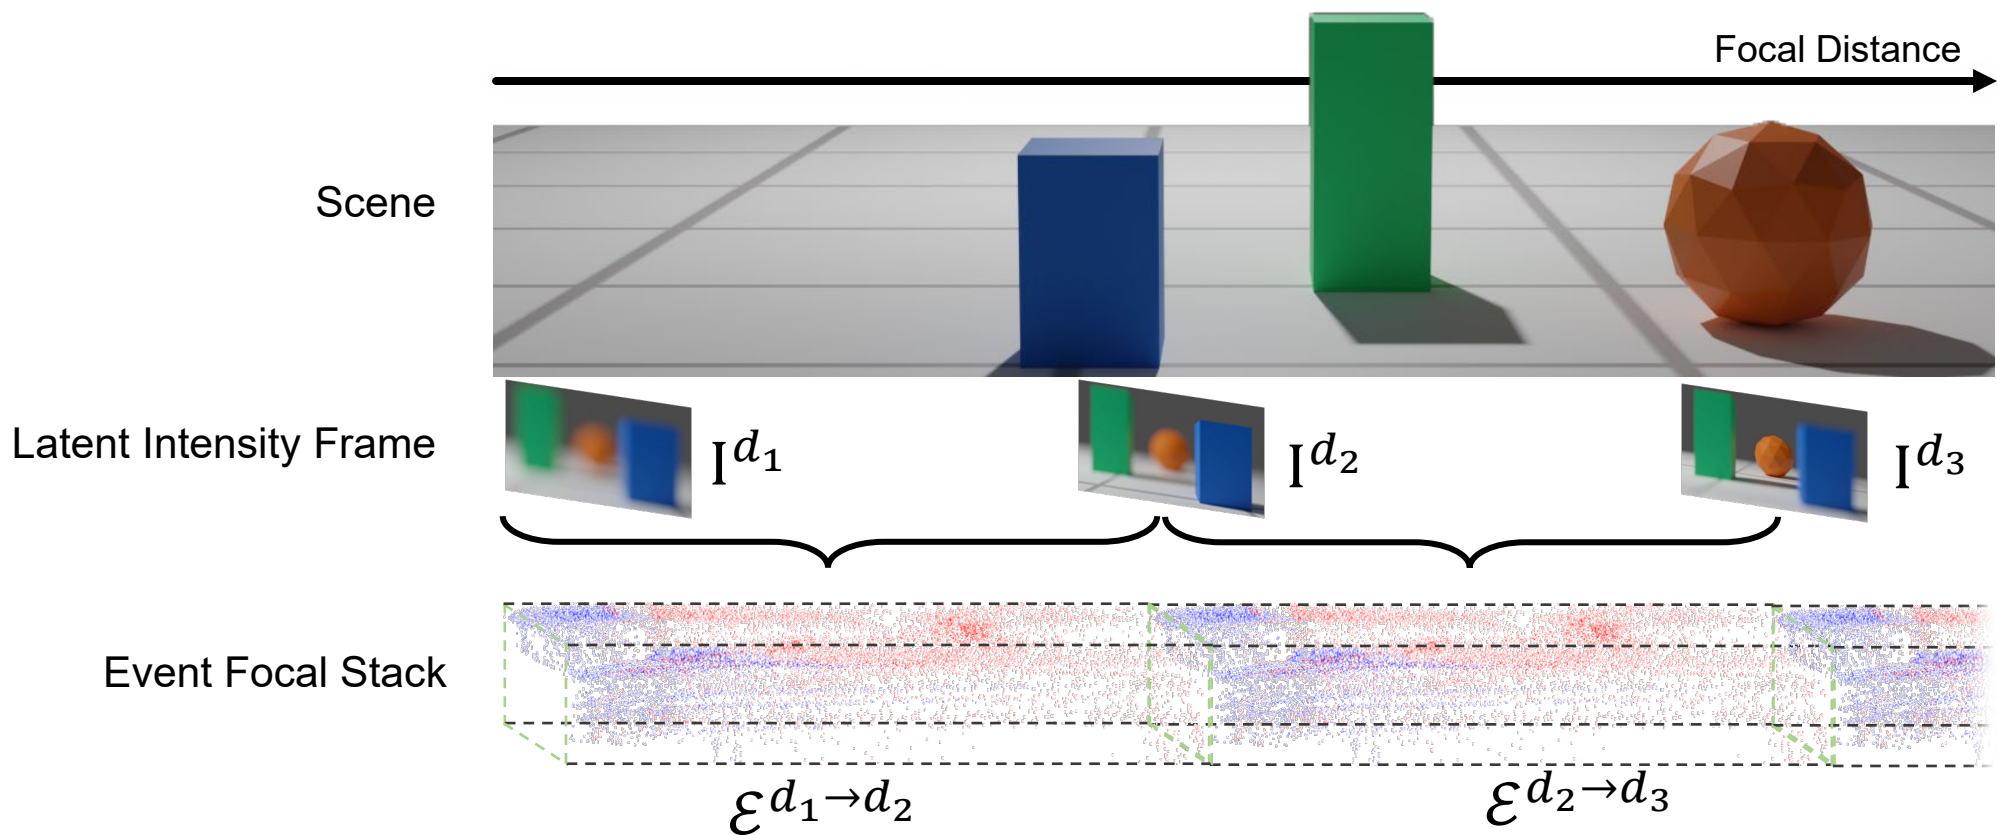 Focal Distance
Scene
Latent Intensity Frame
I^{d_1}
I^{d_2}
I^{d_3}
Event Focal Stack
ℰ^{d_1→d_2}
ℰ^{d_2→d_3}